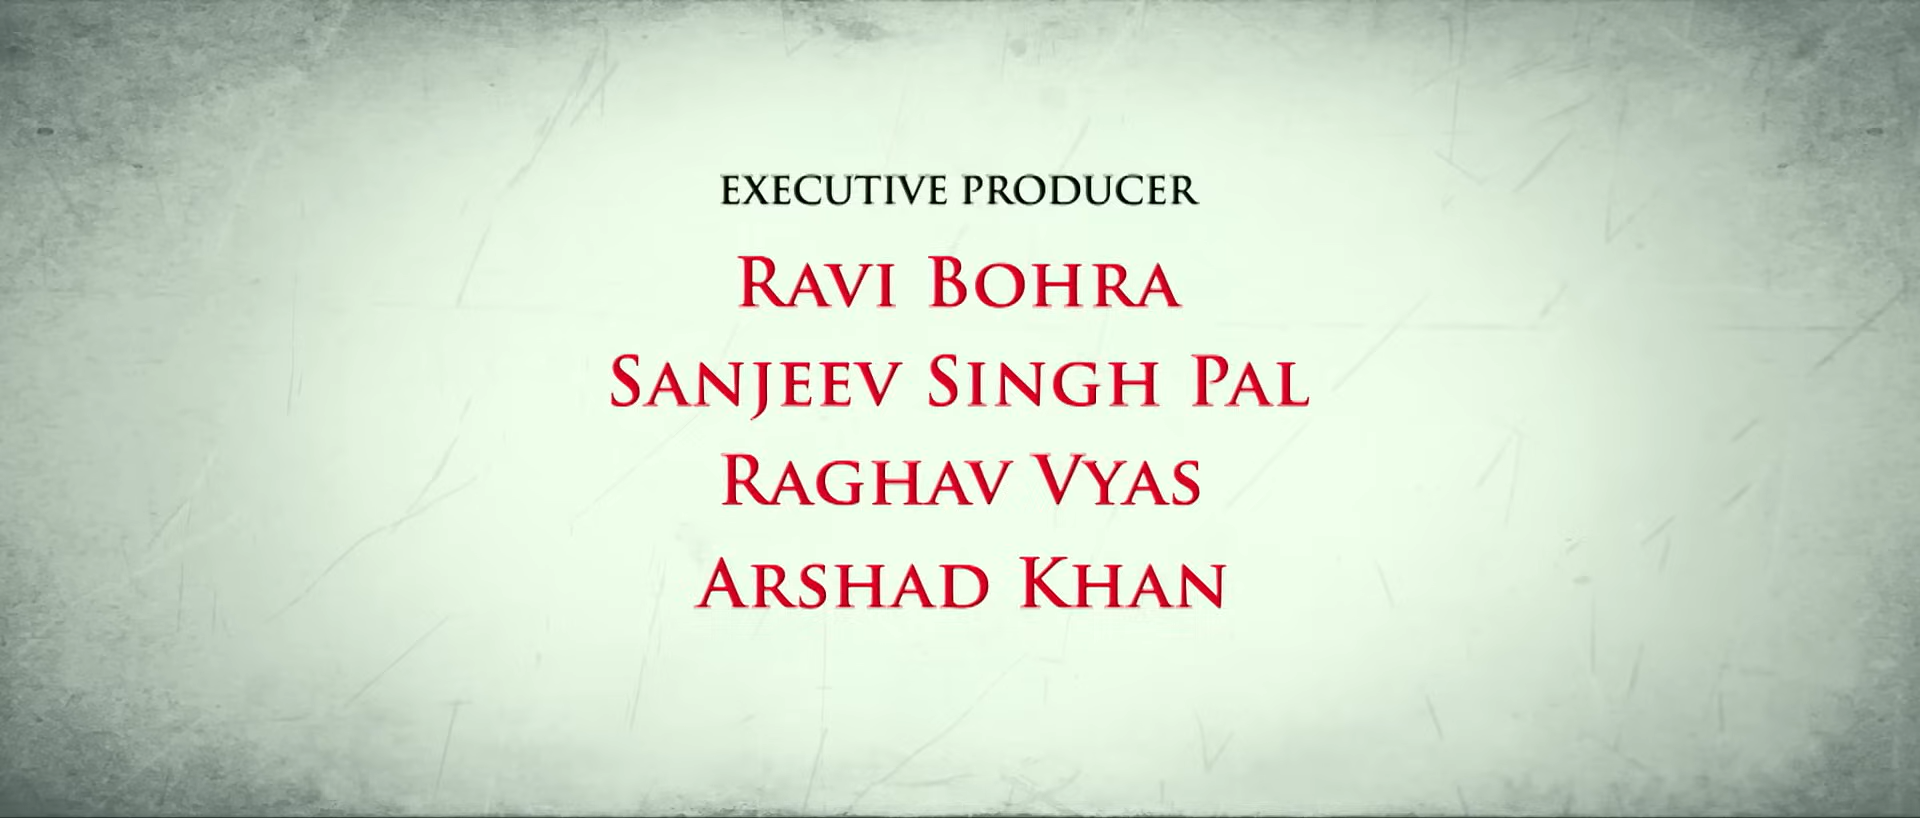 EXECUTIVE PRODUCER
RAVI BOHRA
SANJEEV SINGH PAL
RAGHAV VYAS
ARSHAD KHAN